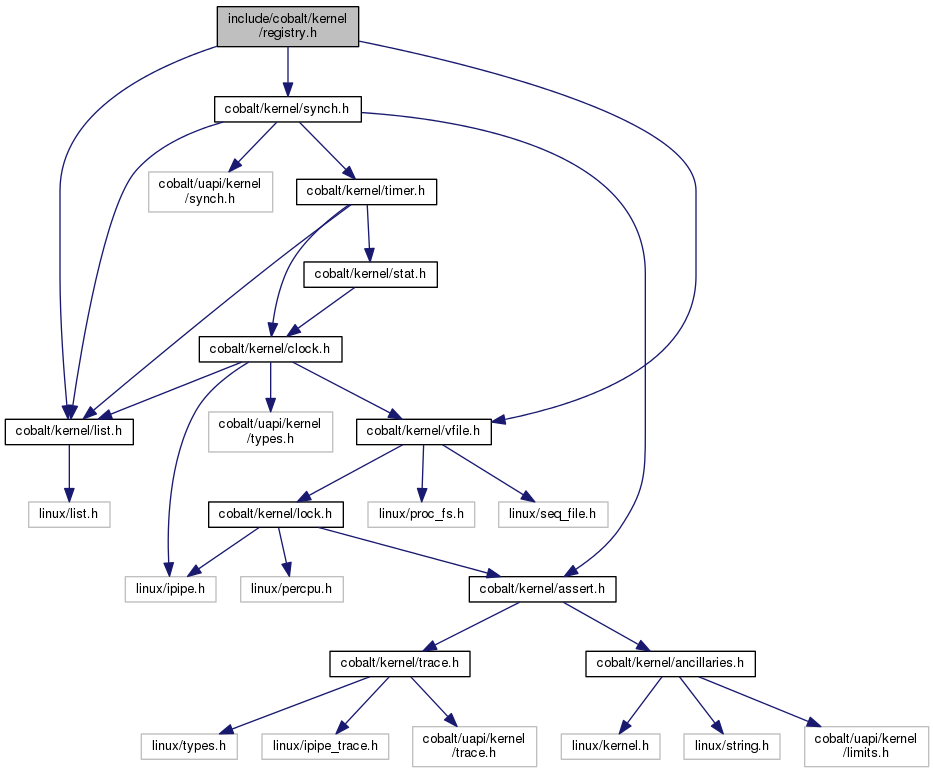 include/cobalt/kernel
/registry.h
cobalt/kernel/synch.h
cobalt/uapi/kernel
/synch.h
cobalt/kernel/timer.h
cobalt/kernel/stat.h
cobalt/kernel/clock.h
cobalt/kernel/list.h
cobalt/uapi/kernel
/types.h
cobalt/kernel/vfile.h
linux/list.h
cobalt/kernel/lock.h
linux/proc_fs.h
linux/seq_file.h
linux/ipipe.h
linux/percpu.h
cobalt/kernel/assert.h
cobalt/kernel/trace.h
cobalt/kernel/ancillaries.h
linux/types.h
linux/ipipe_trace.h
cobalt/uapi/kernel
/trace.h
linux/kernel.h
linux/string.h
cobalt/uapi/kernel
/limits.h